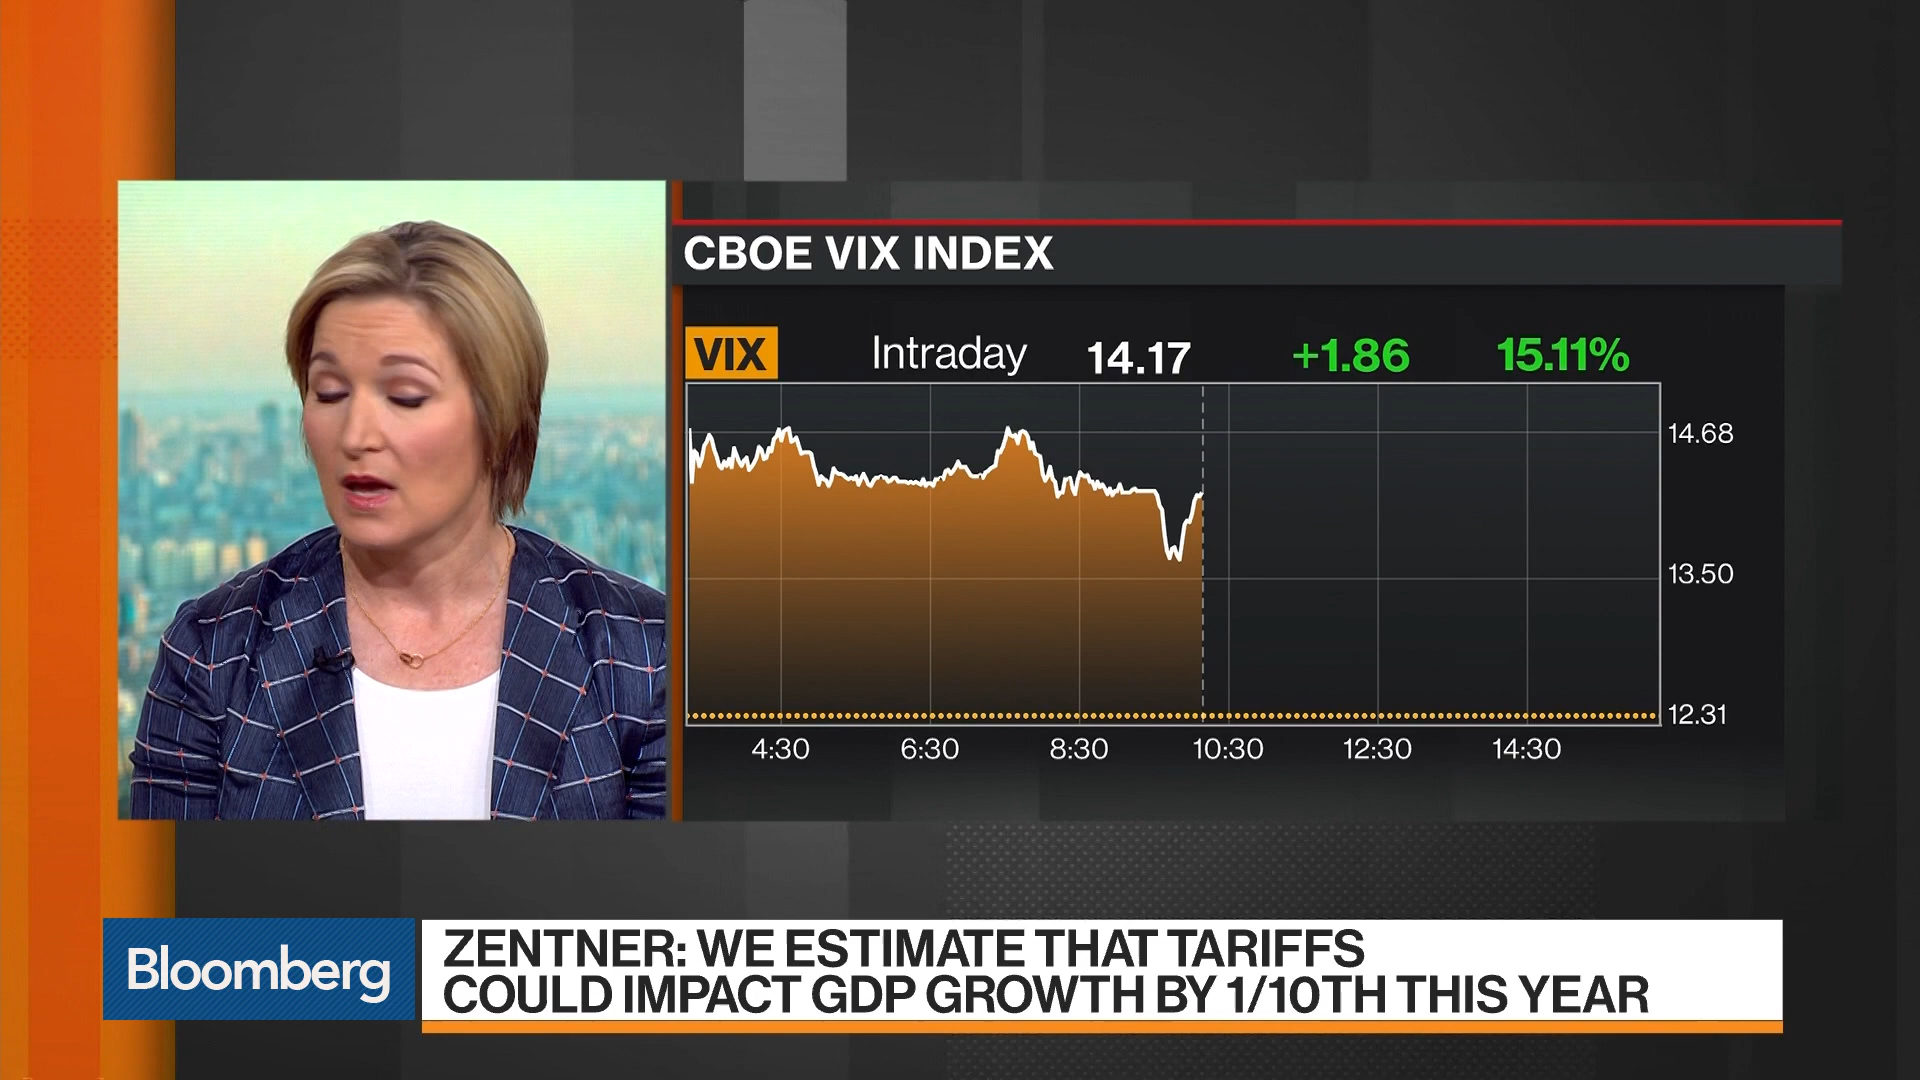 CBOE VIX INDEX
VIX Intraday 14.17 +1.86 15.11%
14.68
13.50
12.31
4:30 6:30 8:30 10:30 12:30 14:30
Bloomberg
ZENTNER: WE ESTIMATE THAT TARIFFS
COULD IMPACT GDP GROWTH BY 1/10TH THIS YEAR